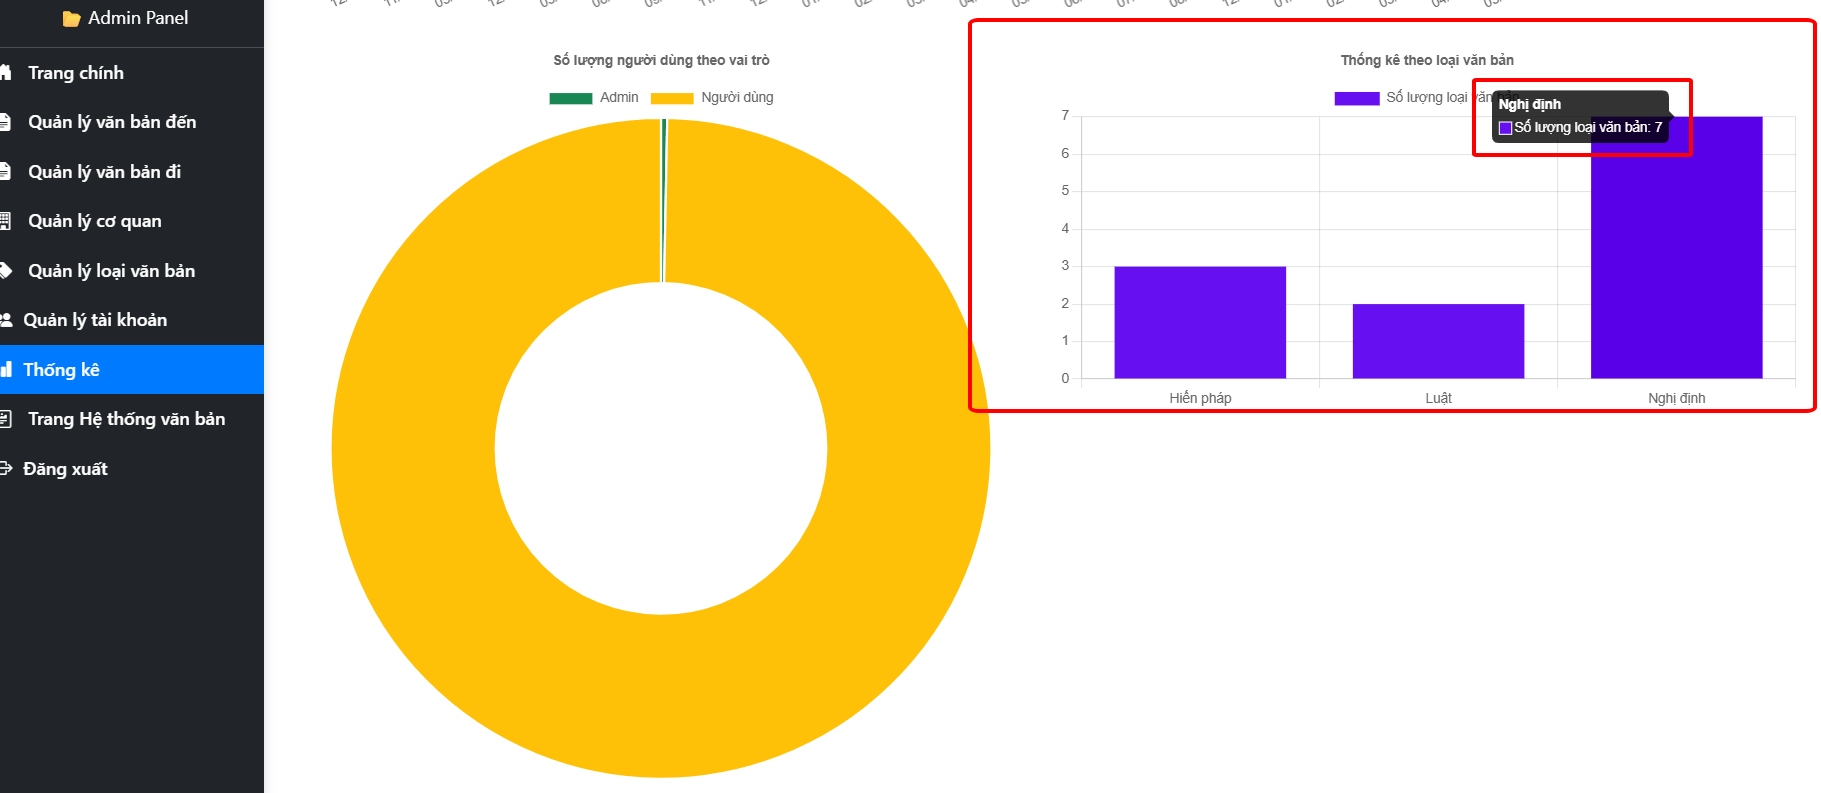 Admin Panel
Trang chính
Quản lý văn bản đến
Quản lý văn bản đi
Quản lý cơ quan
Quản lý loại văn bản
Quản lý tài khoản
Thống kê
Trang Hệ thống văn bản
Đăng xuất
Số lượng người dùng theo vai trò
Admin
Người dùng
Thống kê theo loại văn bản
Số lượng loại văn bản
Nghị định
Số lượng loại văn bản: 7
7
6
5
4
3
2
1
0
Hiến pháp
Luật
Nghị định